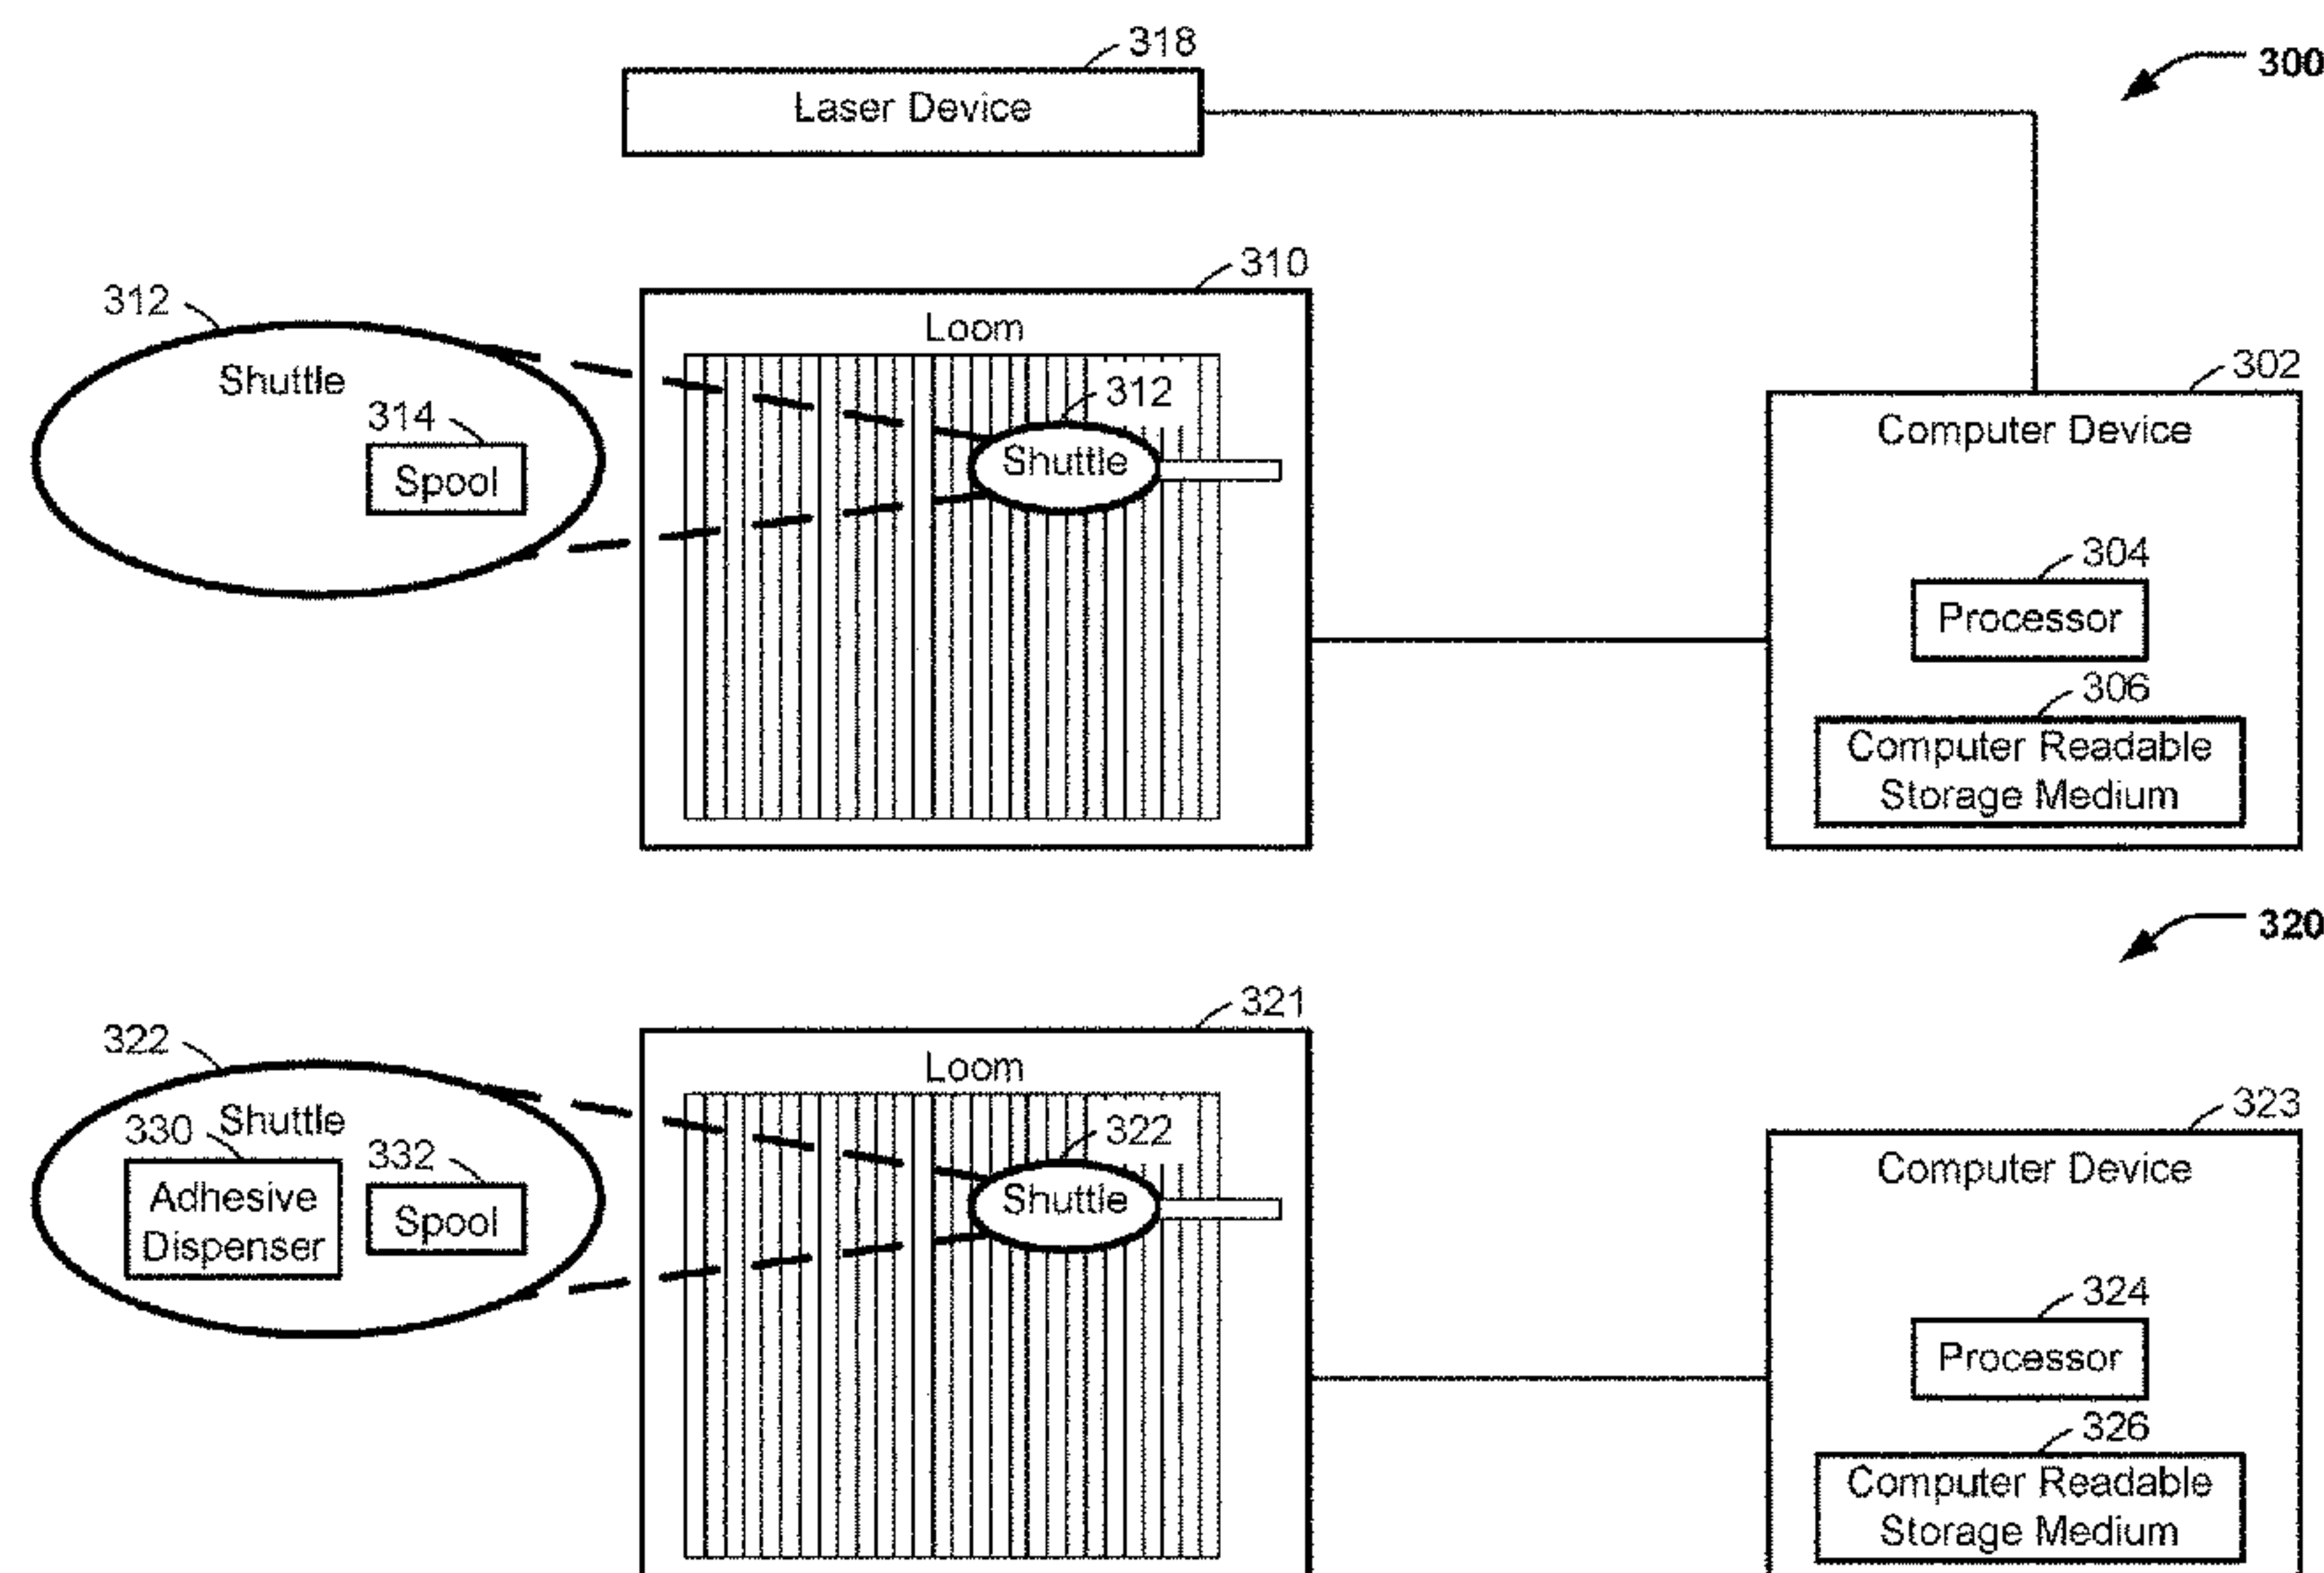 318
300
Laser Device
310
312
Loom
Shuttle
312
302
314
Computer Device
Spool
Shuttle
304
Processor
306
Computer Readable
Storage Medium
320
321
322
Loom
Shuttle
330
332
322
323
Adhesive
Dispenser
Spool
Shuttle
Computer Device
324
Processor
326
Computer Readable
Storage Medium